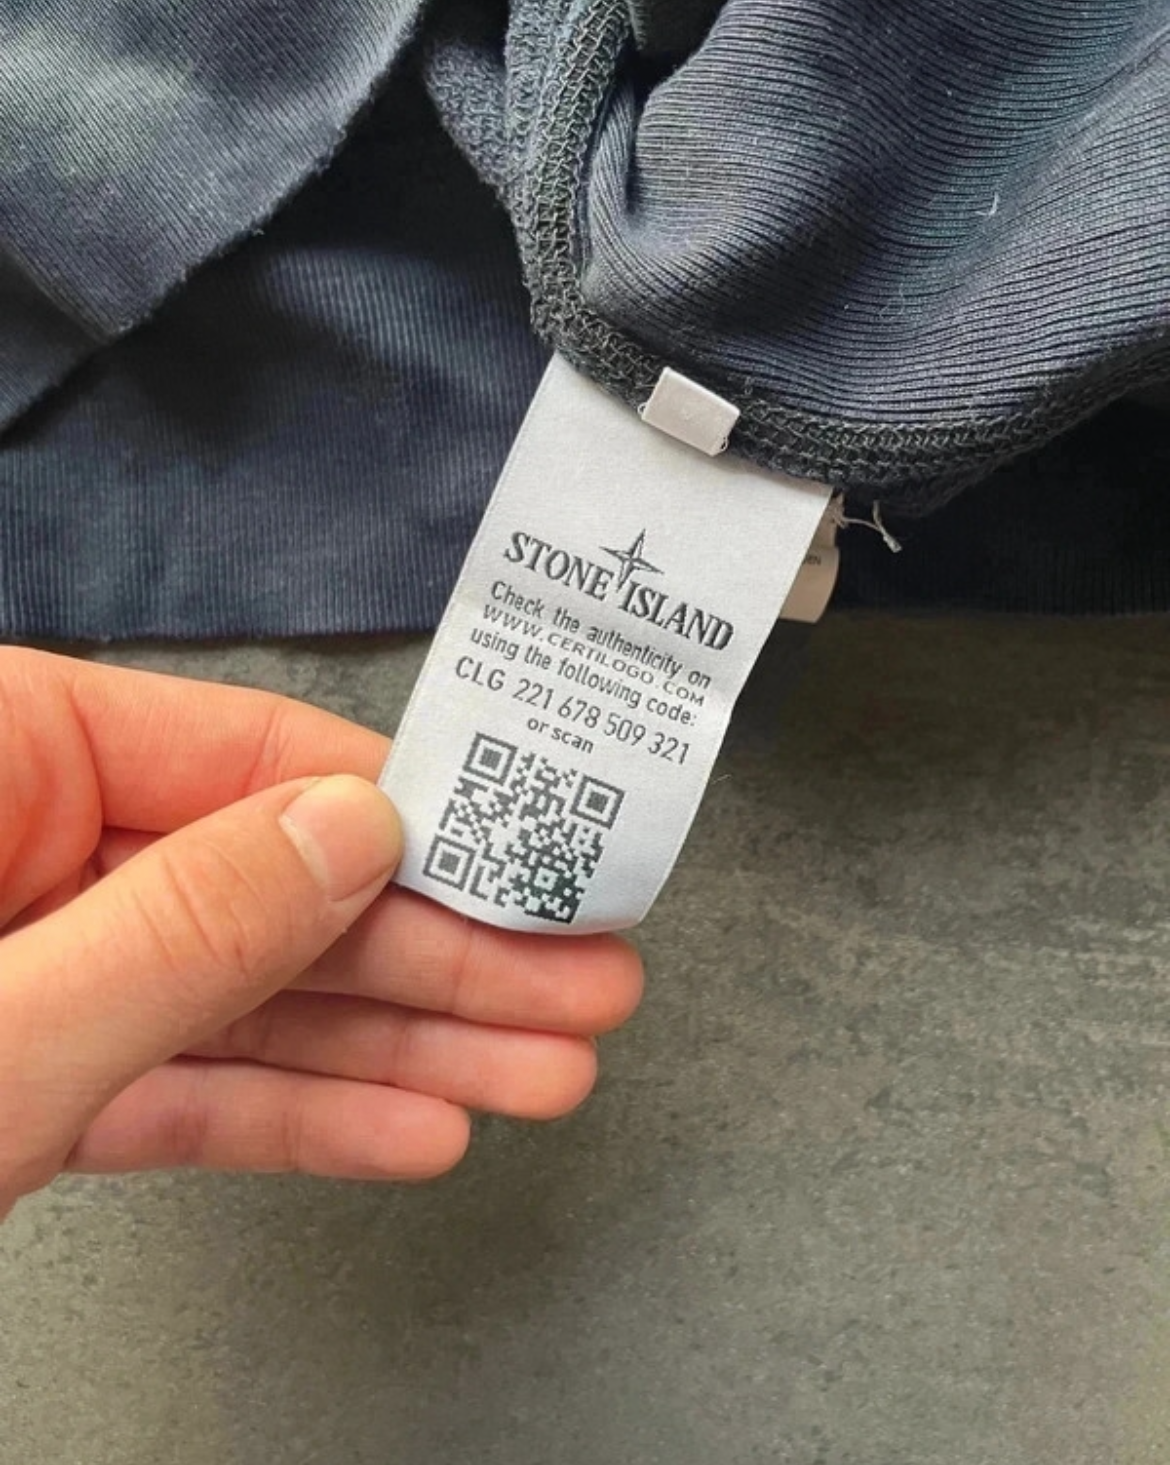 STONE ISLAND
Check the authenticity on
WWW.CERTILOGO.COM
using the following code:
CLG 221 678 509 321
or scan